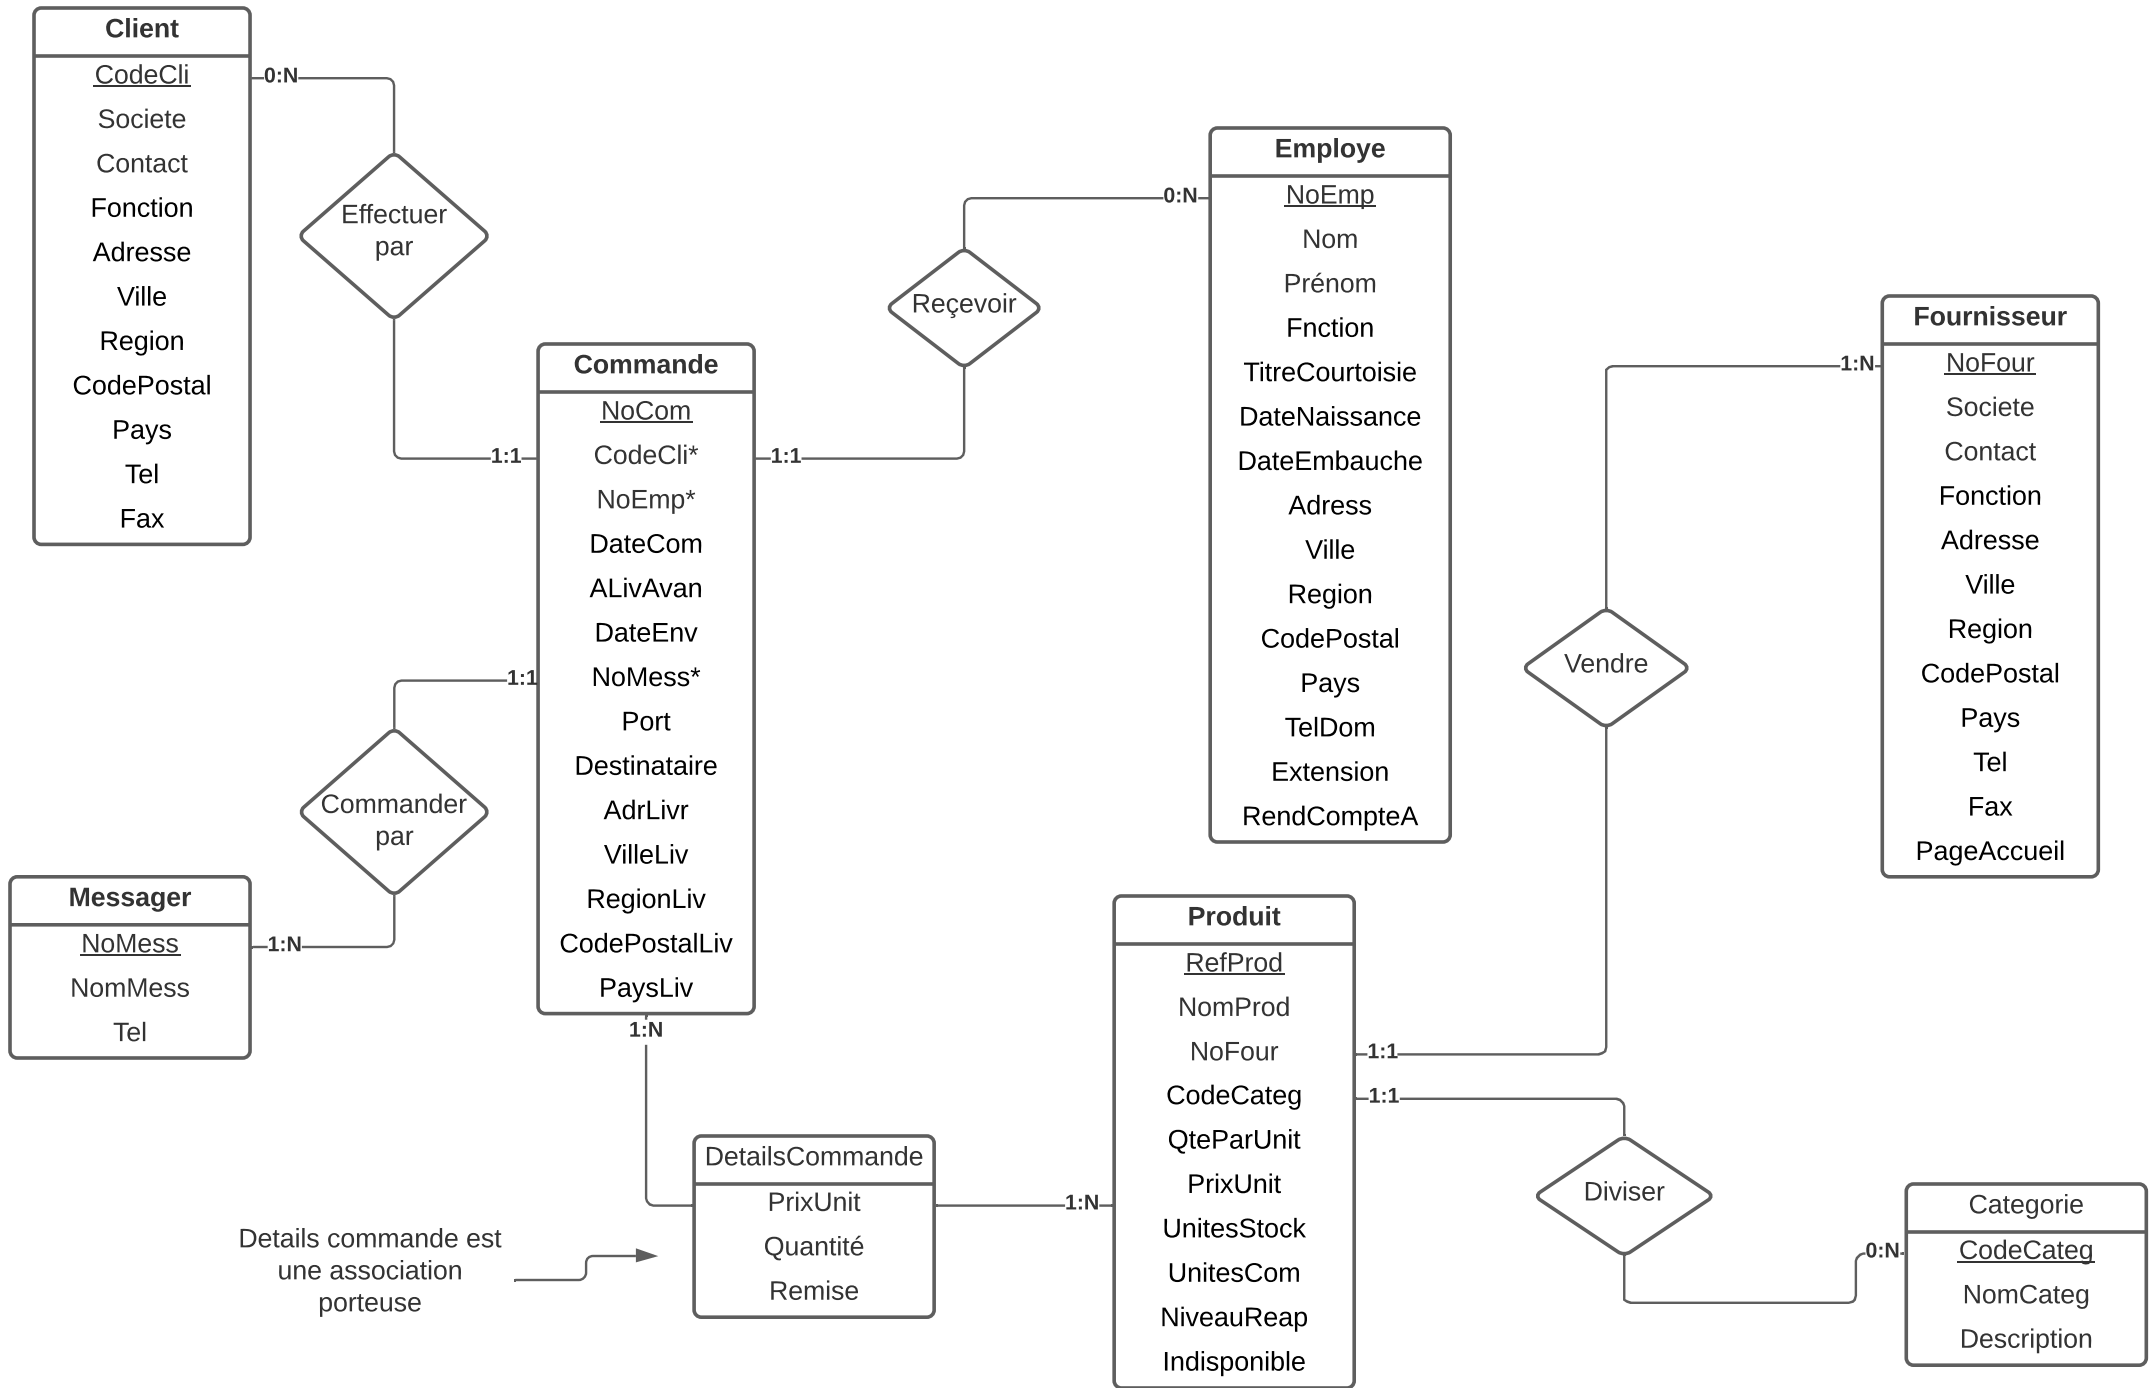 Client
CodeCli
Societe
Contact
Fonction
Adresse
Ville
Region
CodePostal
Pays
Tel
Fax
0:N
Effectuer
par
1:1
Commande
NoCom
CodeCli*
NoEmp*
DateCom
ALivAvan
DateEnv
NoMess*
Port
Destinataire
AdrLivr
VilleLiv
RegionLiv
CodePostalLiv
PaysLiv
1:1
Reçevoir
0:N
Employe
NoEmp
Nom
Prénom
Fnction
TitreCourtoisie
DateNaissance
DateEmbauche
Adress
Ville
Region
CodePostal
Pays
TelDom
Extension
RendCompteA
Fournisseur
NoFour
Societe
Contact
Fonction
Adresse
Ville
Region
CodePostal
Pays
Tel
Fax
PageAccueil
1:N
Vendre
1:1
1:1
Commander
par
1:N
Messager
NoMess
NomMess
Tel
1:N
DetailsCommande
PrixUnit
Quantité
Remise
1:N
Details commande est
une association
porteuse
Produit
RefProd
NomProd
NoFour
CodeCateg
QteParUnit
PrixUnit
UnitesStock
UnitesCom
NiveauReap
Indisponible
1:1
Diviser
0:N
Categorie
CodeCateg
NomCateg
Description